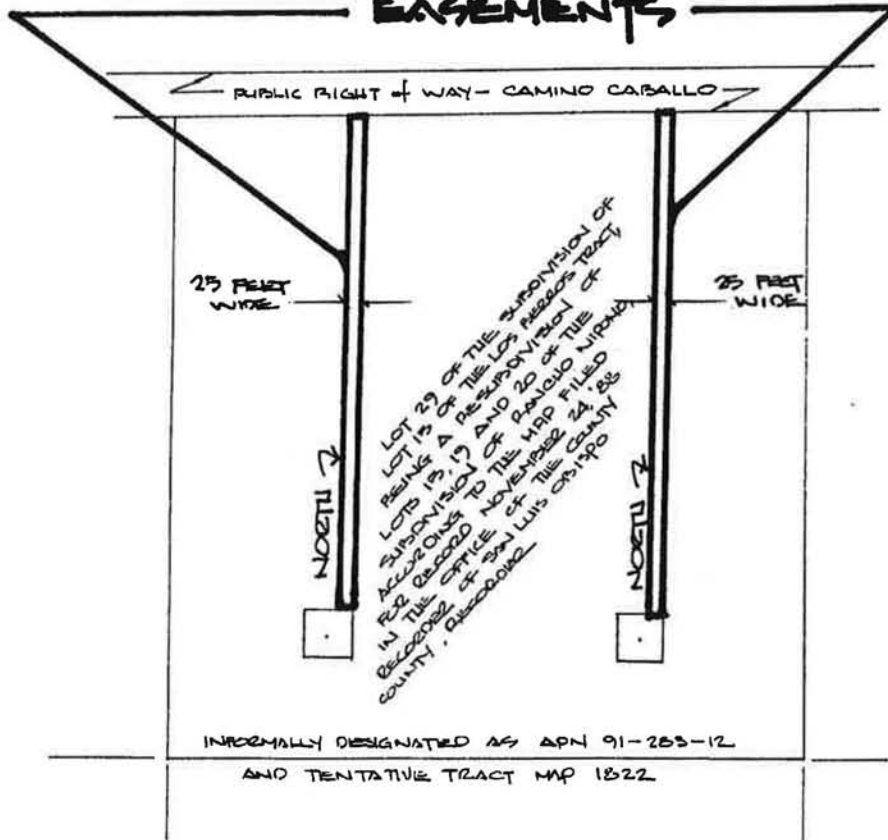 EASEMENTS
PUBLIC RIGHT of WAY - CAMINO CABALLO
25 FEET
WIDE
25 FEET
WIDE
LOT 29 OF THE SUBDIVISION OF
LOT 13 OF THE LOS BERROS TRACT,
BEING A RESUBDIVISION OF
LOTS 13, 19 AND 20 OF THE
SUBDIVISION OF RANCHO NIPOMO,
ACCORDING TO THE MAP FILED
FOR RECORD NOVEMBER 24, '88
IN THE OFFICE OF THE COUNTY
RECORDER OF SAN LUIS OBISPO
COUNTY, RECORDER
NORTH
NORTH
INFORMALLY DESIGNATED AS APN 91-283-12
AND TENTATIVE TRACT MAP 1822